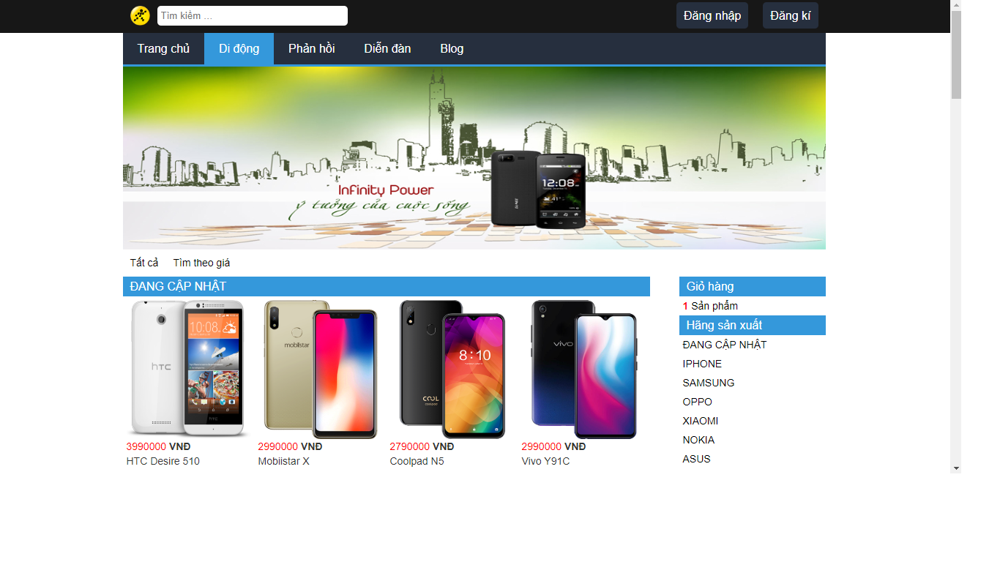 Tìm kiếm ...
Đăng nhập
Đăng kí
Trang chủ
Di động
Phản hồi
Diễn đàn
Blog
12:08
Infinity Power
ý tưởng của cuộc sống
Tất cả
Tìm theo giá
ĐANG CẬP NHẬT
10:08
hTC
mobiistar
8:10
COOL
coolpad
vivo
3990000 VNĐ
HTC Desire 510
2990000 VNĐ
Mobiistar X
2790000 VNĐ
Coolpad N5
2990000 VNĐ
Vivo Y91C
Giỏ hàng
1 Sản phẩm
Hãng sản xuất
ĐANG CẬP NHẬT
IPHONE
SAMSUNG
OPPO
XIAOMI
NOKIA
ASUS